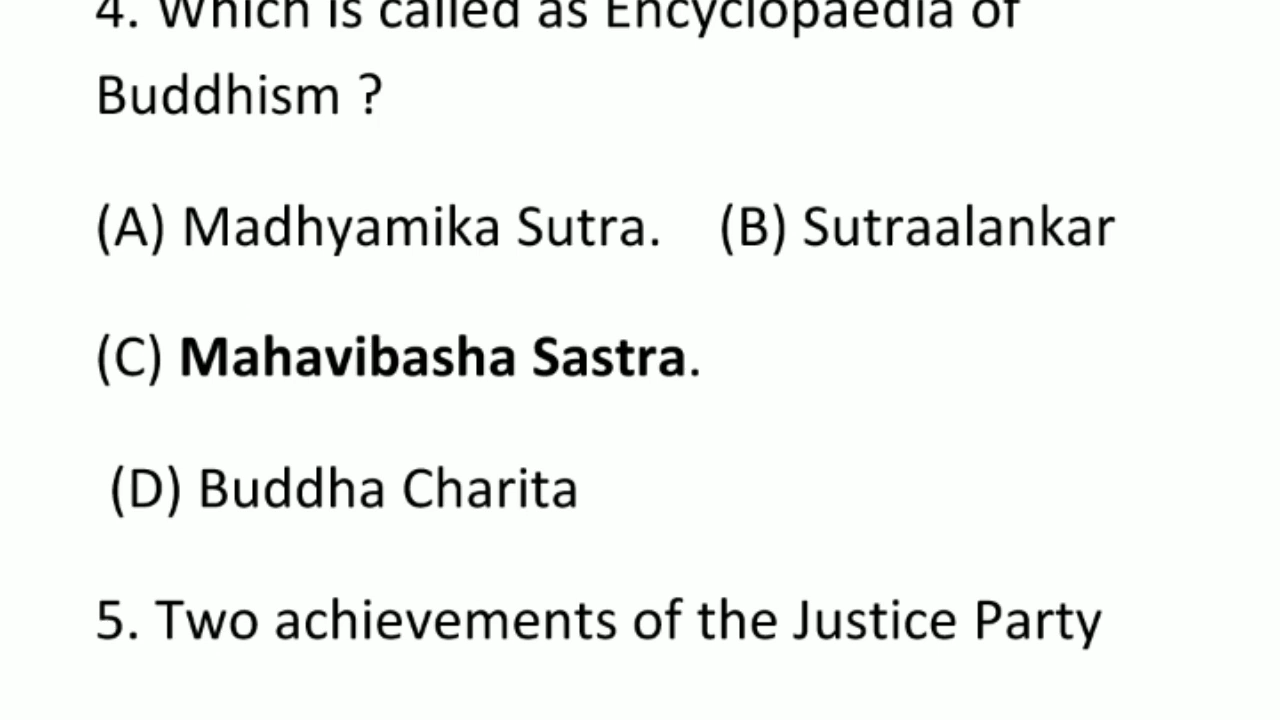 4. Which is called as Encyclopaedia of
Buddhism ?
(A) Madhyamika Sutra. (B) Sutraalankar
(C) Mahavibasha Sastra.
(D) Buddha Charita
5. Two achievements of the Justice Party